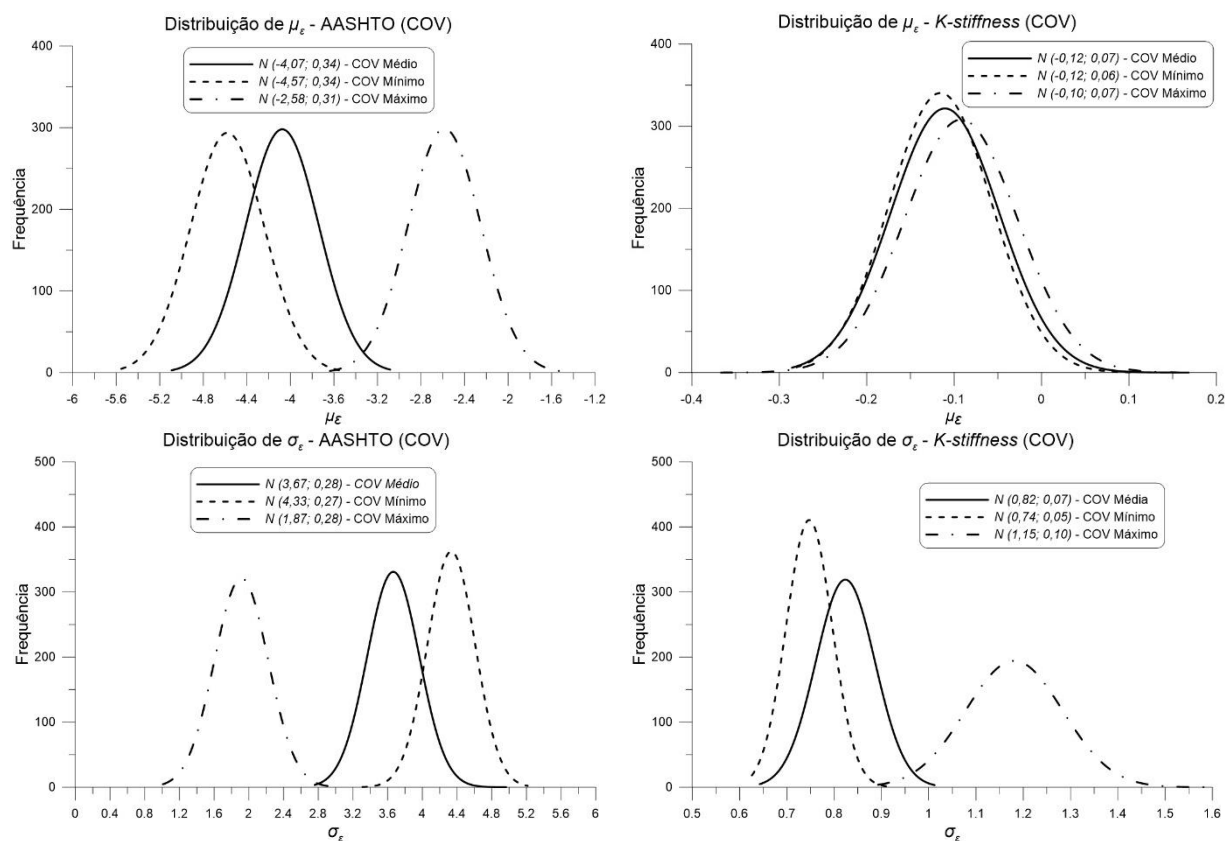 Distribuição de με - AASHTO (COV)
N (-4,07; 0,34) - COV Médio
N (-4,57; 0,34) - COV Mínimo
N (-2,58; 0,31) - COV Máximo
Frequência
400
300
200
100
0
-6 -5.6 -5.2 -4.8 -4.4 -4 -3.6 -3.2 -2.8 -2.4 -2 -1.6 -1.2
με
Distribuição de με - K-stiffness (COV)
N (-0,12; 0,07) - COV Médio
N (-0,12; 0,06) - COV Mínimo
N (-0,10; 0,07) - COV Máximo
Frequência
400
300
200
100
0
-0.4 -0.3 -0.2 -0.1 0 0.1 0.2
με
Distribuição de σε - AASHTO (COV)
N (3,67; 0,28) - COV Médio
N (4,33; 0,27) - COV Mínimo
N (1,87; 0,28) - COV Máximo
Frequência
500
400
300
200
100
0
0 0.4 0.8 1.2 1.6 2 2.4 2.8 3.2 3.6 4 4.4 4.8 5.2 5.6 6
σε
Distribuição de σε - K-stiffness (COV)
N (0,82; 0,07) - COV Média
N (0,74; 0,05) - COV Mínimo
N (1,15; 0,10) - COV Máximo
Frequência
500
400
300
200
100
0
0.5 0.6 0.7 0.8 0.9 1 1.1 1.2 1.3 1.4 1.5 1.6
σε